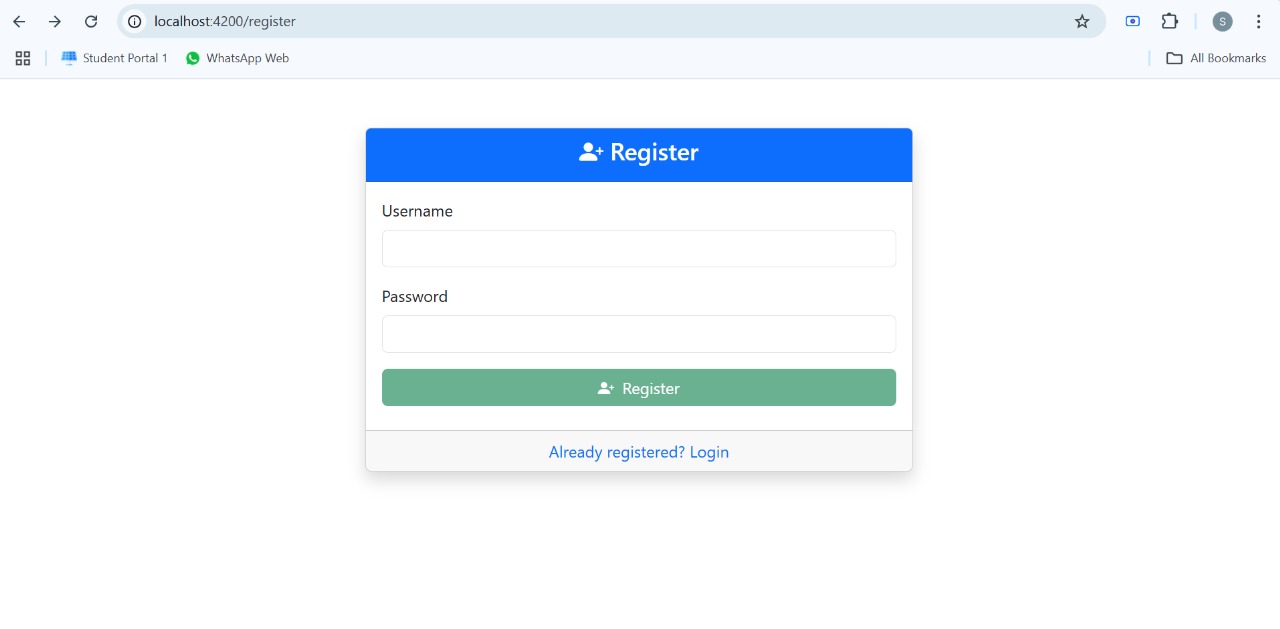 localhost:4200/register
S
Student Portal 1
WhatsApp Web
All Bookmarks
Register
Username
Password
Register
Already registered? Login